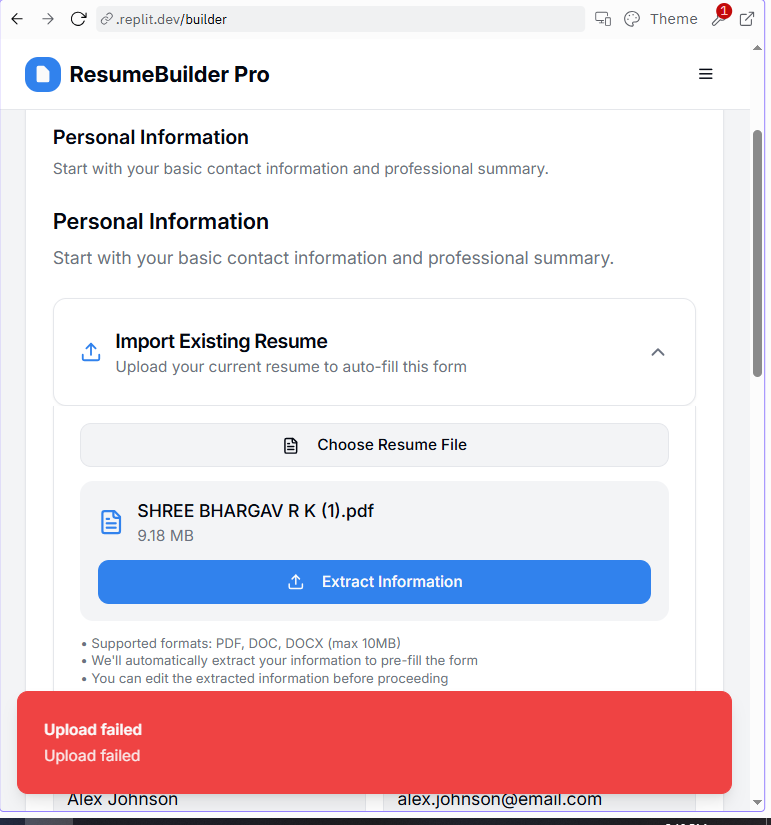 .replit.dev/builder
Theme
1
ResumeBuilder Pro
Personal Information
Start with your basic contact information and professional summary.
Personal Information
Start with your basic contact information and professional summary.
Import Existing Resume
Upload your current resume to auto-fill this form
Choose Resume File
SHREE BHARGAV R K (1).pdf
9.18 MB
Extract Information
• Supported formats: PDF, DOC, DOCX (max 10MB)
• We'll automatically extract your information to pre-fill the form
• You can edit the extracted information before proceeding
Upload failed
Upload failed
Alex Johnson
alex.johnson@email.com